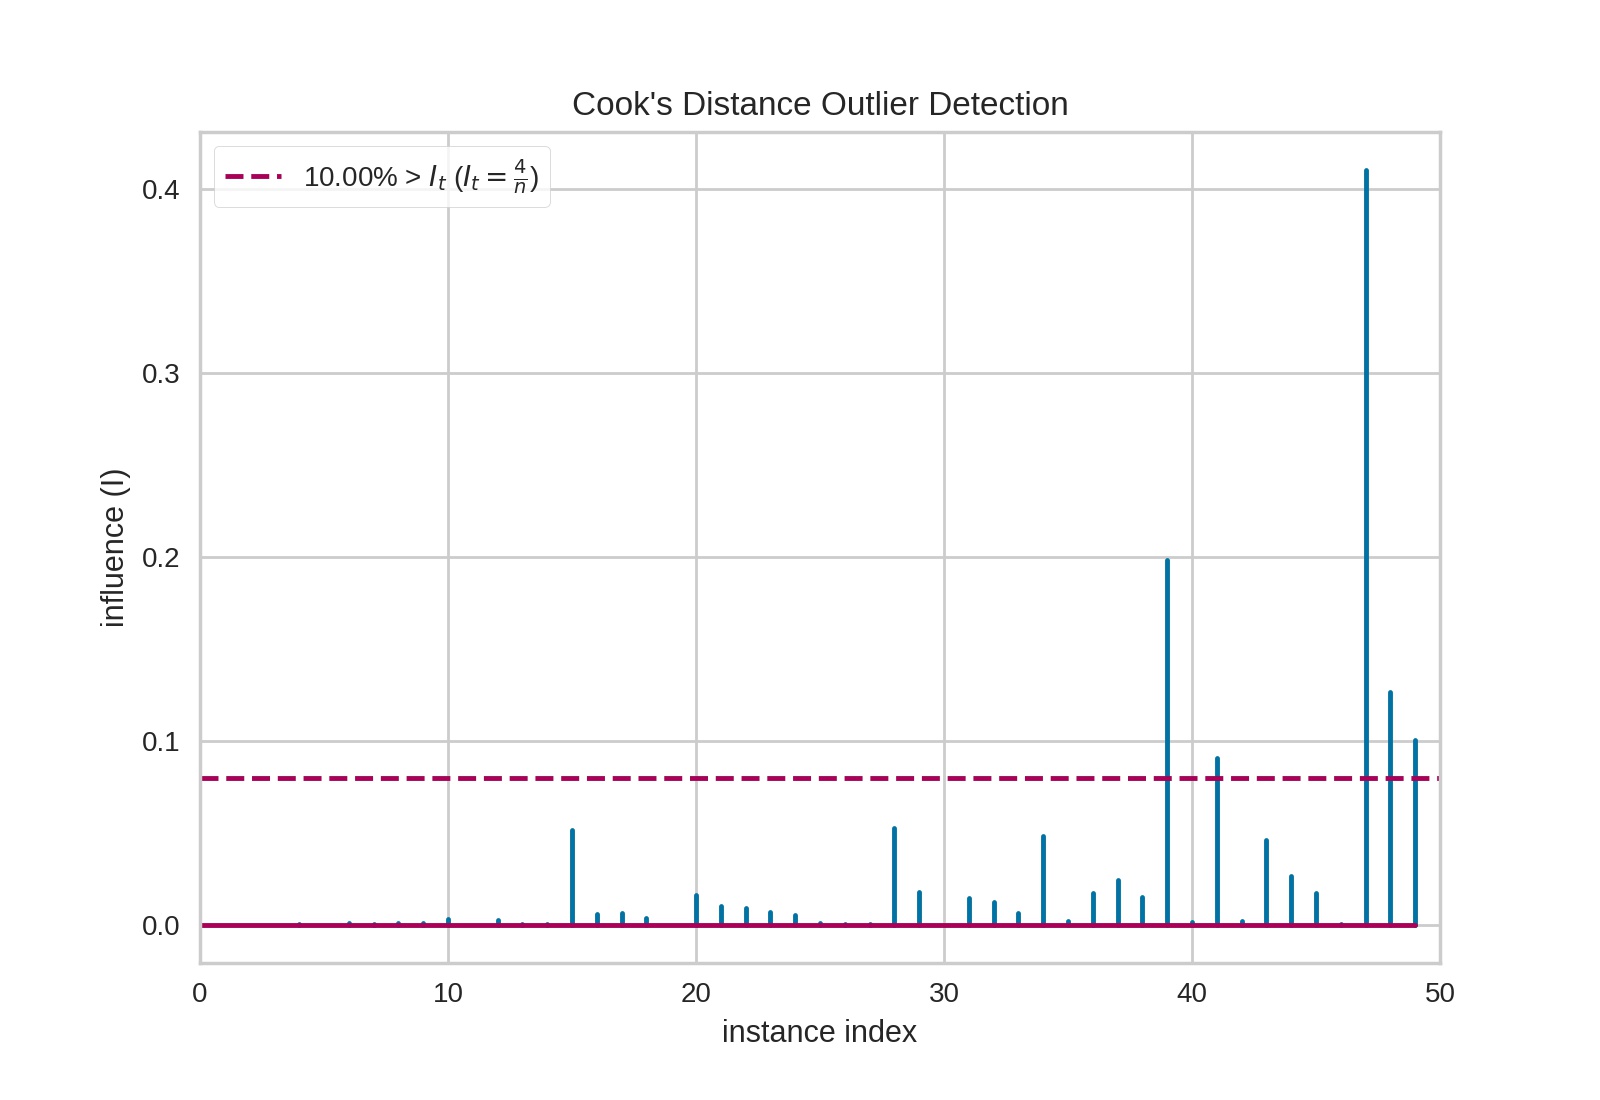 Cook's Distance Outlier Detection
10.00% > I_t (I_t = 4/n)
influence (I)
0.4
0.3
0.2
0.1
0.0
0 10 20 30 40 50
instance index